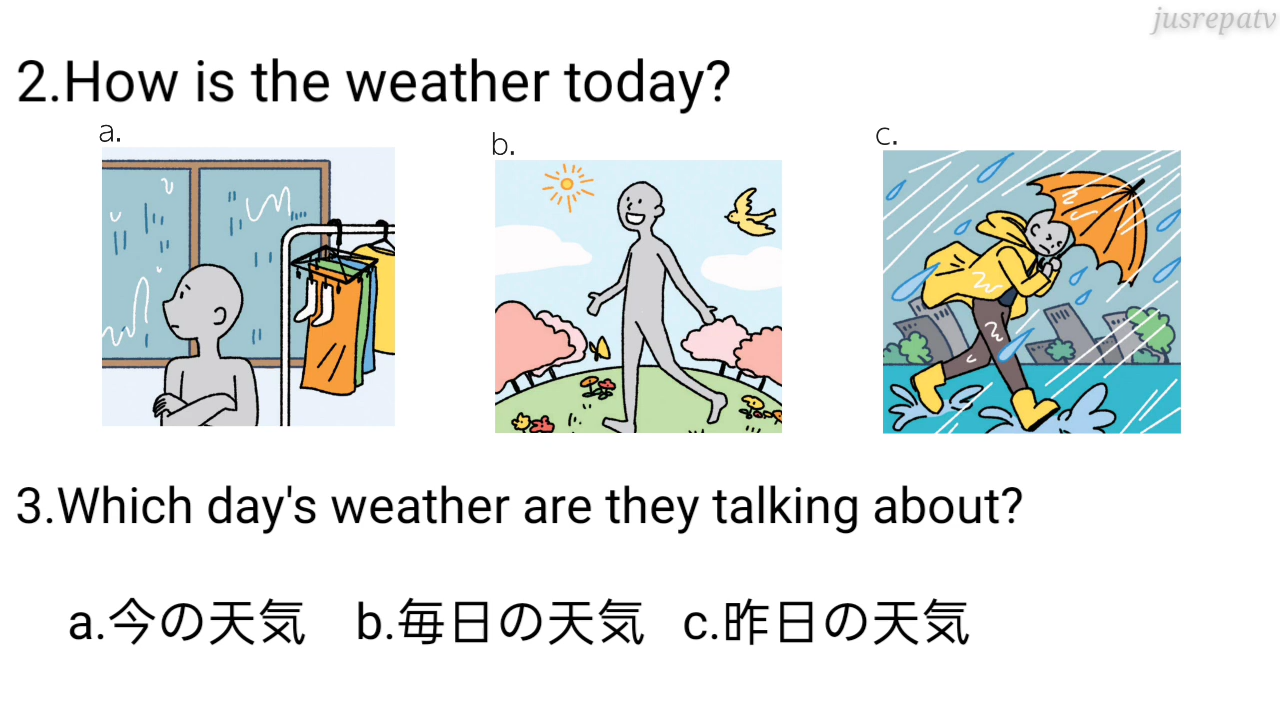 jusrepatv
2.How is the weather today?
a.
b.
c.
3.Which day's weather are they talking about?
a.今の天気 b.毎日の天気 c.昨日の天気